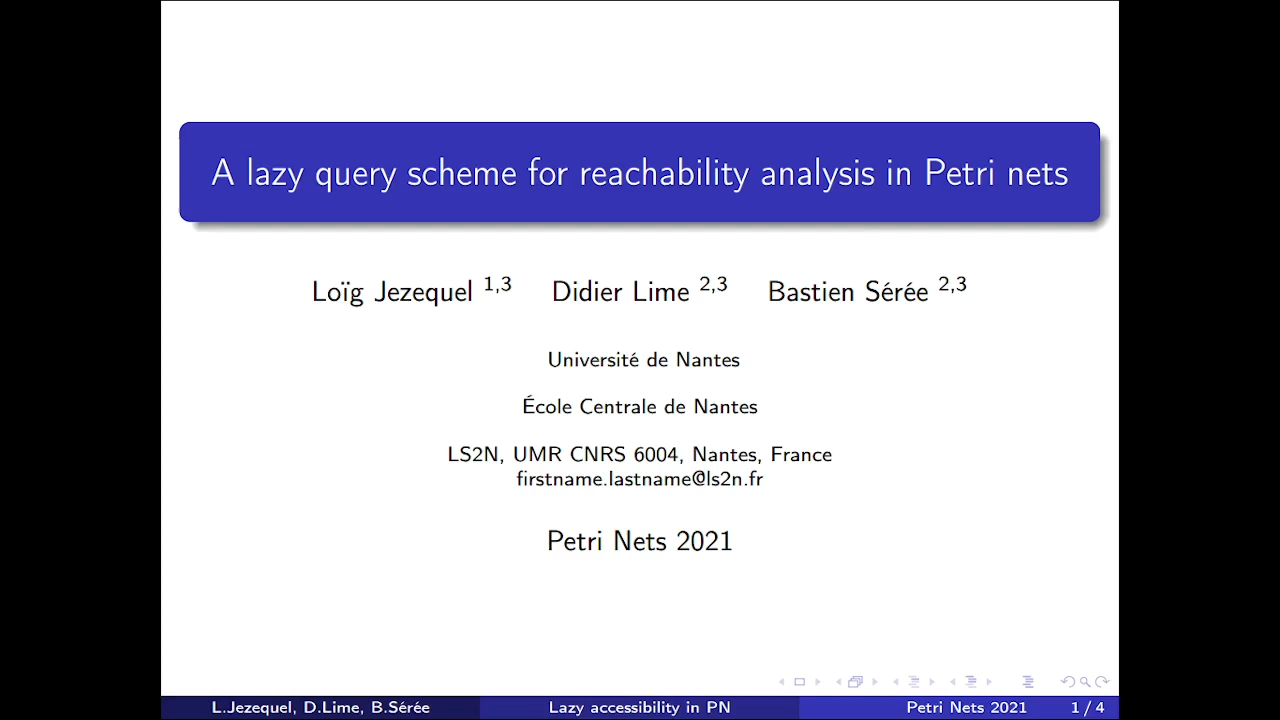 A lazy query scheme for reachability analysis in Petri nets
Loïg Jezequel 1,3 Didier Lime 2,3 Bastien Sérée 2,3
Université de Nantes
École Centrale de Nantes
LS2N, UMR CNRS 6004, Nantes, France
firstname.lastname@ls2n.fr
Petri Nets 2021
L.Jezequel, D.Lime, B.Sérée Lazy accessibility in PN Petri Nets 2021 1 / 4